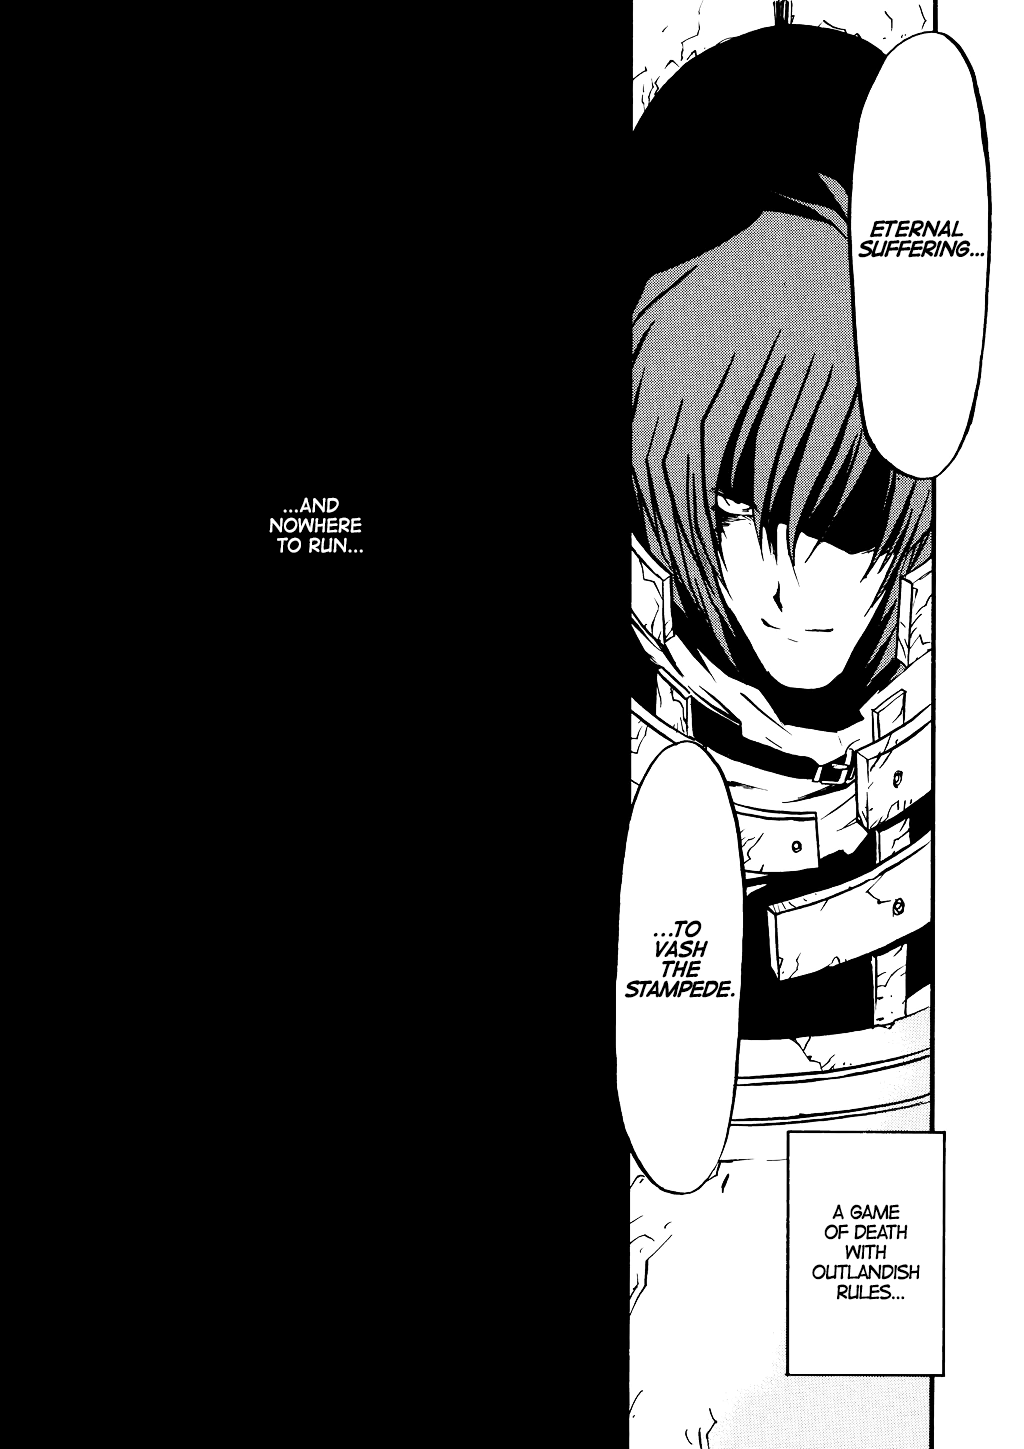 ETERNAL
SUFFERING...
...TO
VASH
THE
STAMPEDE.
A GAME
OF DEATH
WITH
OUTLANDISH
RULES...
...AND
NOWHERE
TO RUN...